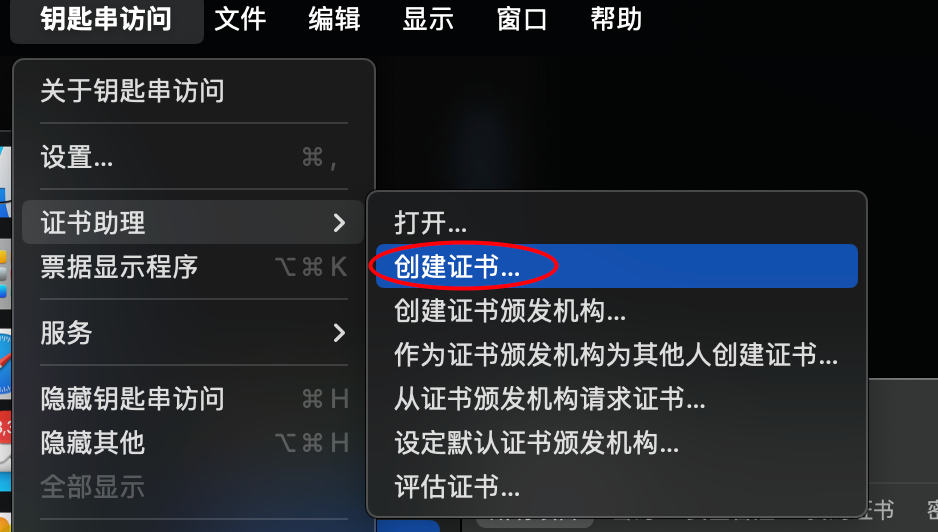 钥匙串访问 文件 编辑 显示 窗口 帮助
关于钥匙串访问
设置... ⌘ ,
证书助理
票据显示程序 ⌥⌘K
服务
隐藏钥匙串访问 ⌘H
隐藏其他 ⌥⌘H
全部显示
打开...
创建证书...
创建证书颁发机构...
作为证书颁发机构为其他人创建证书...
从证书颁发机构请求证书...
设定默认证书颁发机构...
评估证书...
证书